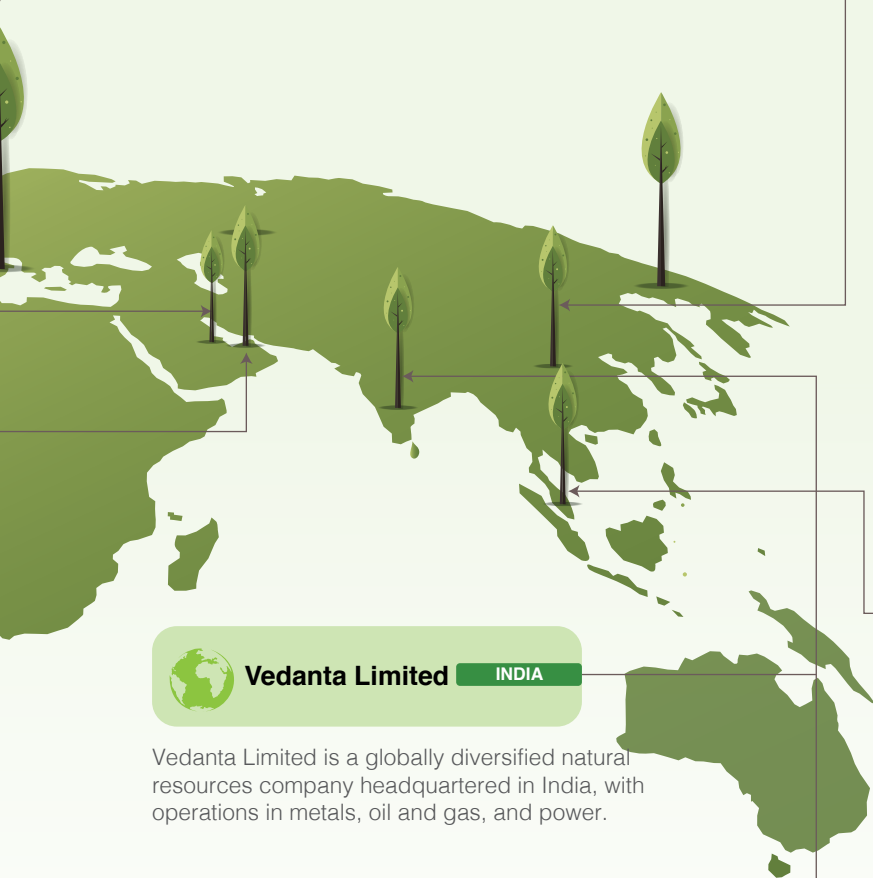 Vedanta Limited INDIA
Vedanta Limited is a globally diversified natural
resources company headquartered in India, with
operations in metals, oil and gas, and power.